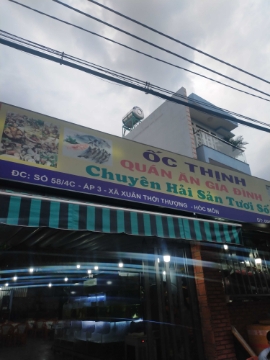 ỐC THỊNH
QUÁN ĂN GIA ĐÌNH
Chuyên Hải Sản Tươi Số
ĐC: SỐ 58/4C - ẤP 3 - XÃ XUÂN THỚI THƯỢNG - HÓC MÔN